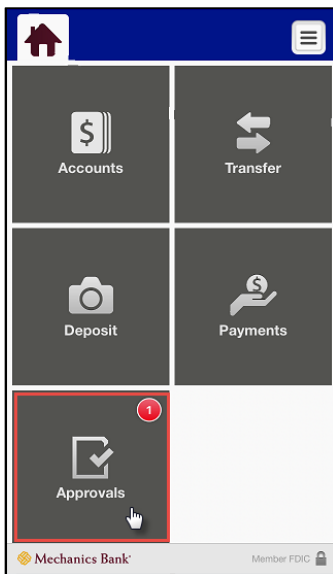 Accounts
Transfer
Deposit
Payments
1
Approvals
Mechanics Bank
Member FDIC